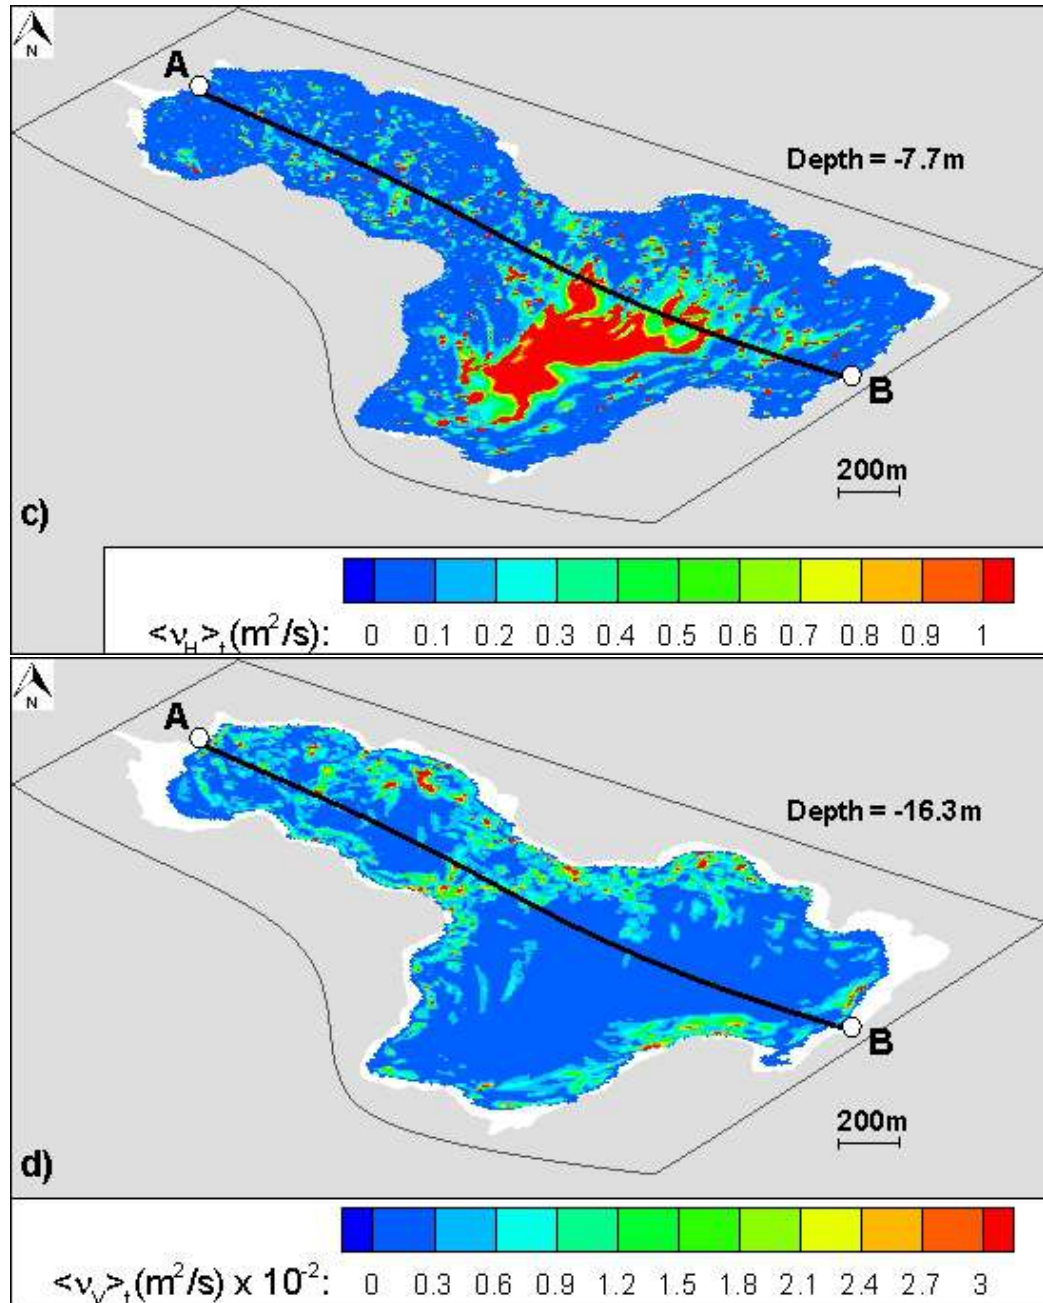 N
A
Depth = -7.7m
B
200m
c)
<ν_H>_t(m²/s): 0 0.1 0.2 0.3 0.4 0.5 0.6 0.7 0.8 0.9 1
N
A
Depth = -16.3m
B
200m
d)
<ν_V>_t(m²/s) x 10⁻²: 0 0.3 0.6 0.9 1.2 1.5 1.8 2.1 2.4 2.7 3